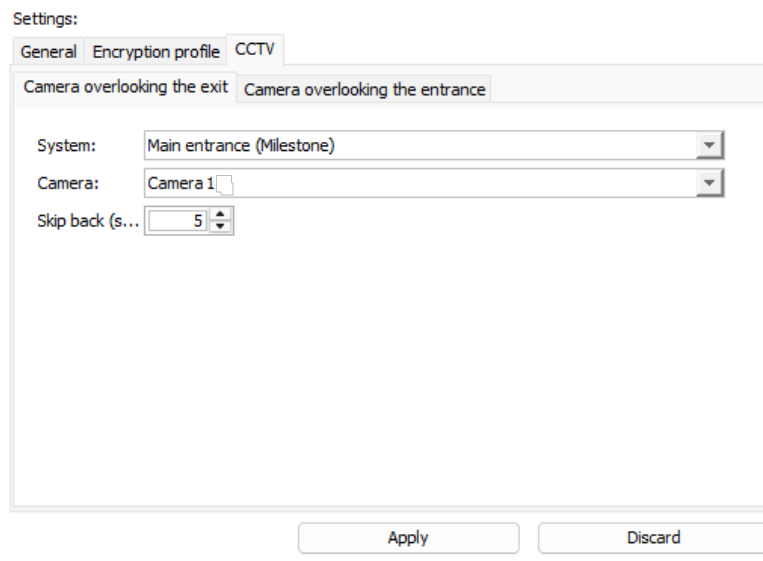 Settings:
General Encryption profile CCTV
Camera overlooking the exit Camera overlooking the entrance
System: Main entrance (Milestone)
Camera: Camera 1
Skip back (s... 5
Apply Discard